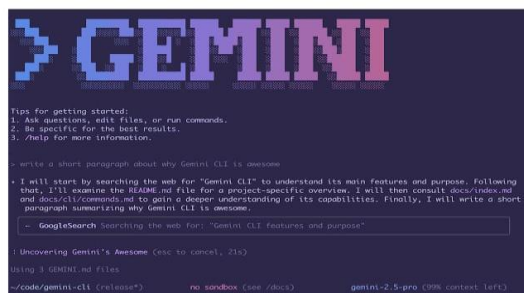 > GEMINI
Tips for getting started:
1. Ask questions, edit files, or run commands.
2. Be specific for the best results.
3. /help for more information.
> write a short paragraph about why Gemini CLI is awesome
✦ I will start by searching the web for "Gemini CLI" to understand its main features and purpose. Following
that, I'll examine the README.md file for a project-specific overview. I will then consult docs/index.md
and docs/cli/commands.md to gain a deeper understanding of its capabilities. Finally, I will write a short
paragraph summarizing why Gemini CLI is awesome.
← GoogleSearch Searching the web for: "Gemini CLI features and purpose"
⠸ Uncovering Gemini's Awesome (esc to cancel, 21s)
Using 3 GEMINI.md files
~/code/gemini-cli (release*) no sandbox (see /docs) gemini-2.5-pro (99% context left)